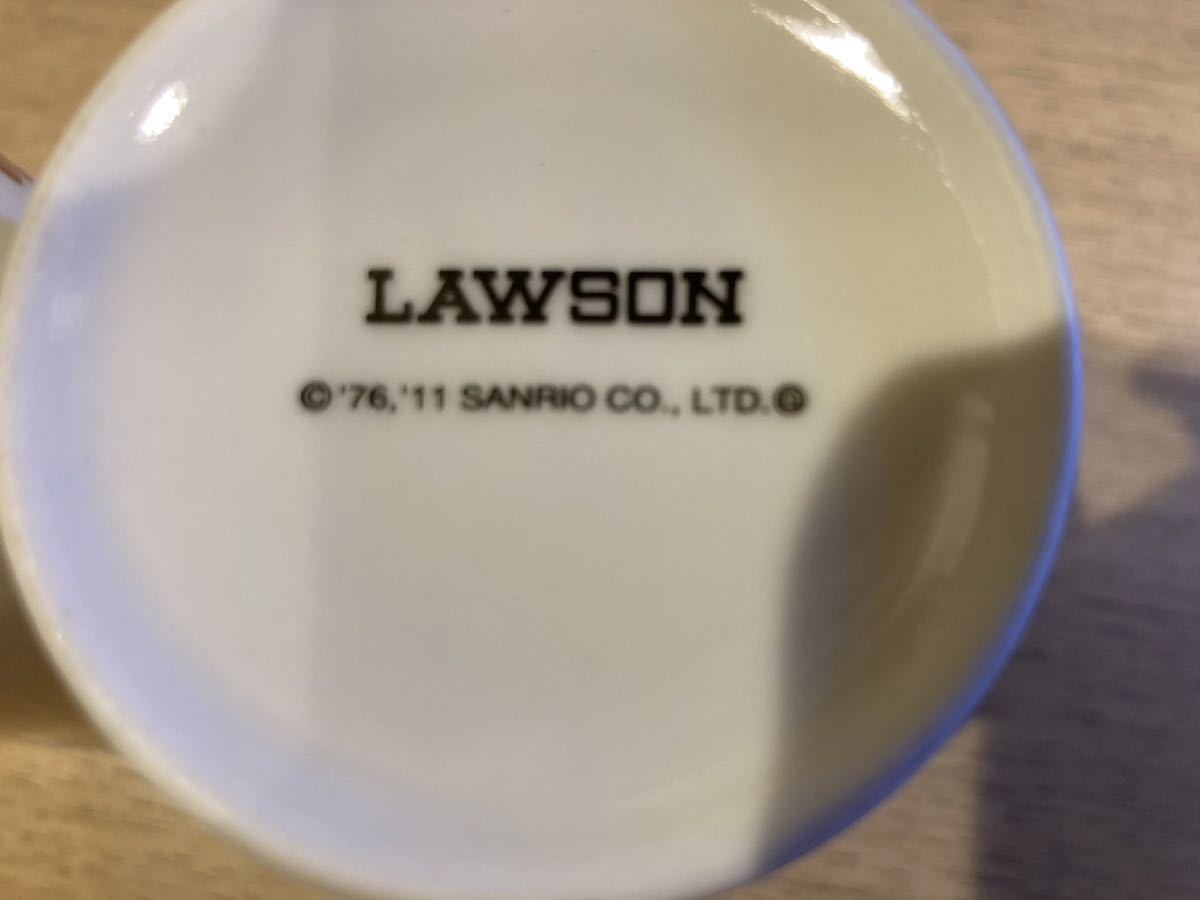 LAWSON
©'76,'11 SANRIO CO., LTD.Ⓖ